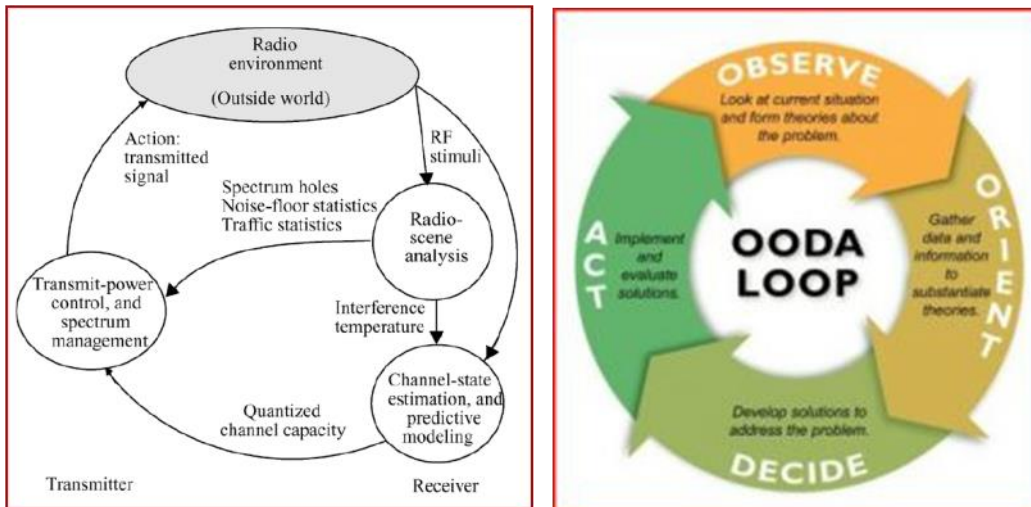 Radio
environment
(Outside world)
Action:
transmitted
signal
RF
stimuli
Spectrum holes
Noise-floor statistics
Traffic statistics
Radio-
scene
analysis
Transmit-power
control, and
spectrum
management
Interference
temperature
Channel-state
estimation, and
predictive
modeling
Quantized
channel capacity
Transmitter
Receiver
OBSERVE
Look at current situation
and form theories about
the problem.
ORIENT
Gather
data and
information
to
substantiate
theories.
OODA
LOOP
ACT
Implement
and
evaluate
solutions.
Develop solutions to
address the problem.
DECIDE